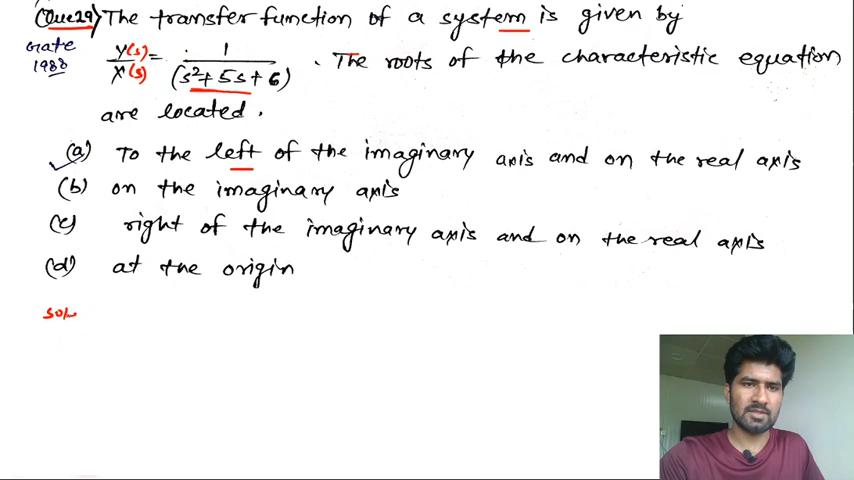 (Que29) The transfer function of a system is given by
Gate 1988
Y(s)/X(s) = 1/(s²+5s+6) . The roots of the characteristic equation
are located.
(a) To the left of the imaginary axis and on the real axis
(b) on the imaginary axis
(c) right of the imaginary axis and on the real axis
(d) at the origin
Soln